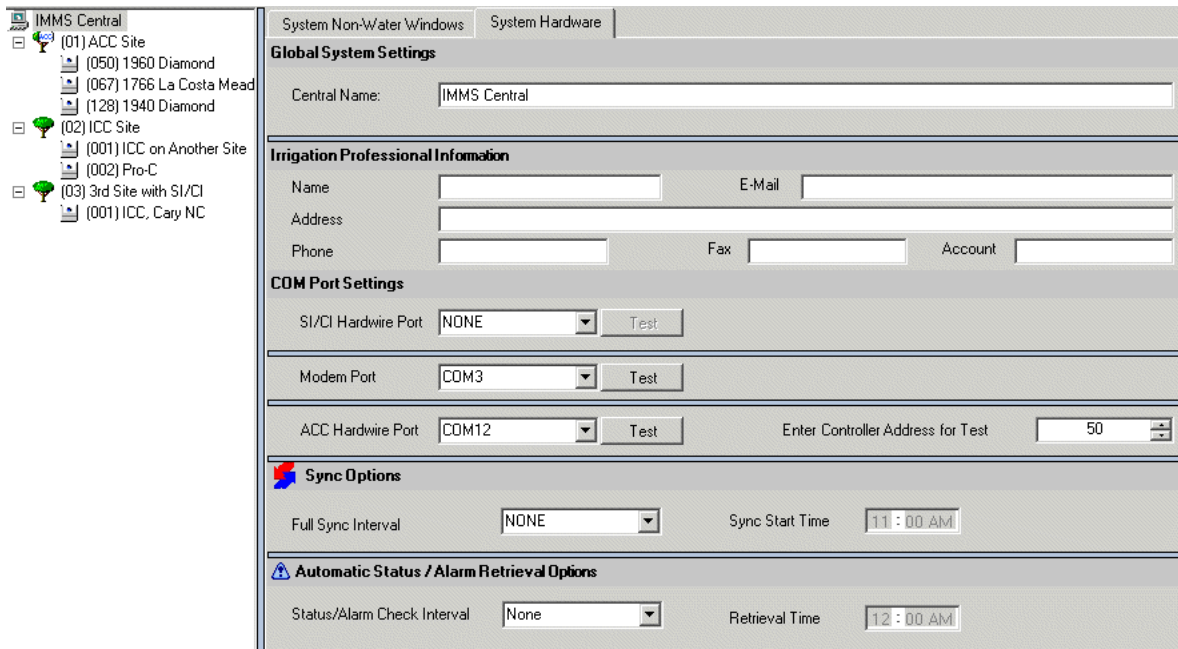 IMMS Central
(01) ACC Site
(050) 1960 Diamond
(067) 1766 La Costa Mead
(128) 1940 Diamond
(02) ICC Site
(001) ICC on Another Site
(002) Pro-C
(03) 3rd Site with SI/CI
(001) ICC, Cary NC
System Non-Water Windows System Hardware
Global System Settings
Central Name: IMMS Central
Irrigation Professional Information
Name E-Mail
Address
Phone Fax Account
COM Port Settings
SI/CI Hardwire Port NONE Test
Modem Port COM3 Test
ACC Hardwire Port COM12 Test Enter Controller Address for Test 50
Sync Options
Full Sync Interval NONE Sync Start Time 11 : 00 AM
Automatic Status / Alarm Retrieval Options
Status/Alarm Check Interval None Retrieval Time 12 : 00 AM